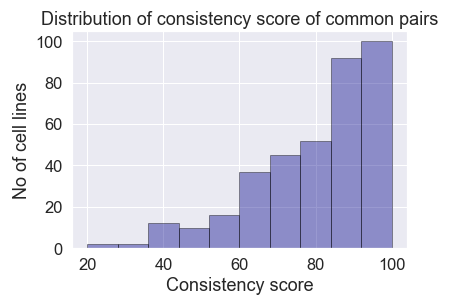 Distribution of consistency score of common pairs
No of cell lines
100
80
60
40
20
0
20 40 60 80 100
Consistency score